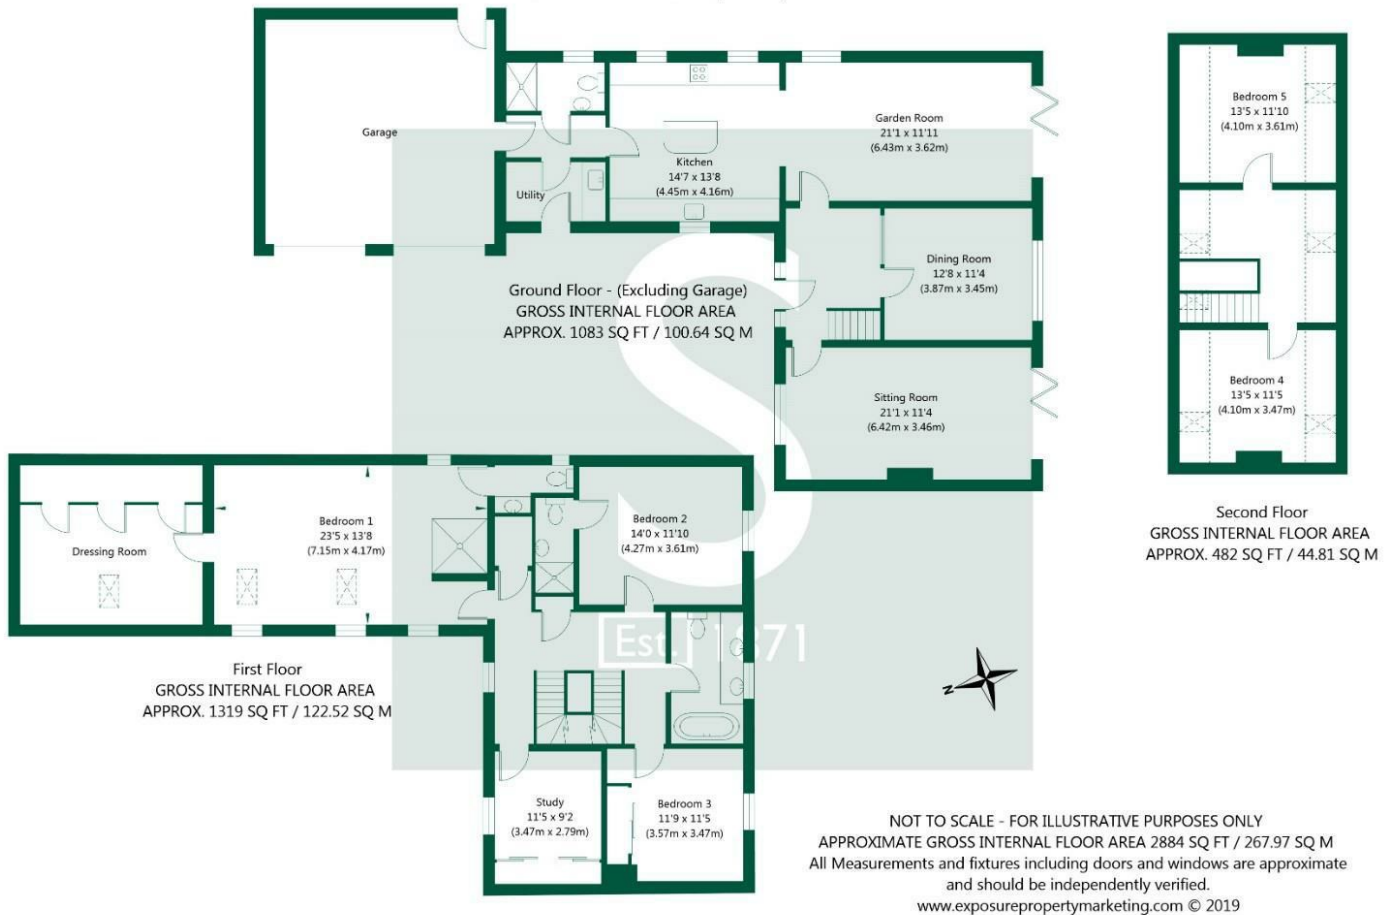 Garage
Utility
Kitchen
14'7 x 13'8
(4.45m x 4.16m)
Garden Room
21'1 x 11'11
(6.43m x 3.62m)
Dining Room
12'8 x 11'4
(3.87m x 3.45m)
Sitting Room
21'1 x 11'4
(6.42m x 3.46m)
Ground Floor - (Excluding Garage)
GROSS INTERNAL FLOOR AREA
APPROX. 1083 SQ FT / 100.64 SQ M
Bedroom 5
13'5 x 11'10
(4.10m x 3.61m)
Bedroom 4
13'5 x 11'5
(4.10m x 3.47m)
Second Floor
GROSS INTERNAL FLOOR AREA
APPROX. 482 SQ FT / 44.81 SQ M
Dressing Room
Bedroom 1
23'5 x 13'8
(7.15m x 4.17m)
Bedroom 2
14'0 x 11'10
(4.27m x 3.61m)
First Floor
GROSS INTERNAL FLOOR AREA
APPROX. 1319 SQ FT / 122.52 SQ M
Study
11'5 x 9'2
(3.47m x 2.79m)
Bedroom 3
11'9 x 11'5
(3.57m x 3.47m)
S
Est. 1871
N
NOT TO SCALE - FOR ILLUSTRATIVE PURPOSES ONLY
APPROXIMATE GROSS INTERNAL FLOOR AREA 2884 SQ FT / 267.97 SQ M
All Measurements and fixtures including doors and windows are approximate
and should be independently verified.
www.exposurepropertymarketing.com © 2019